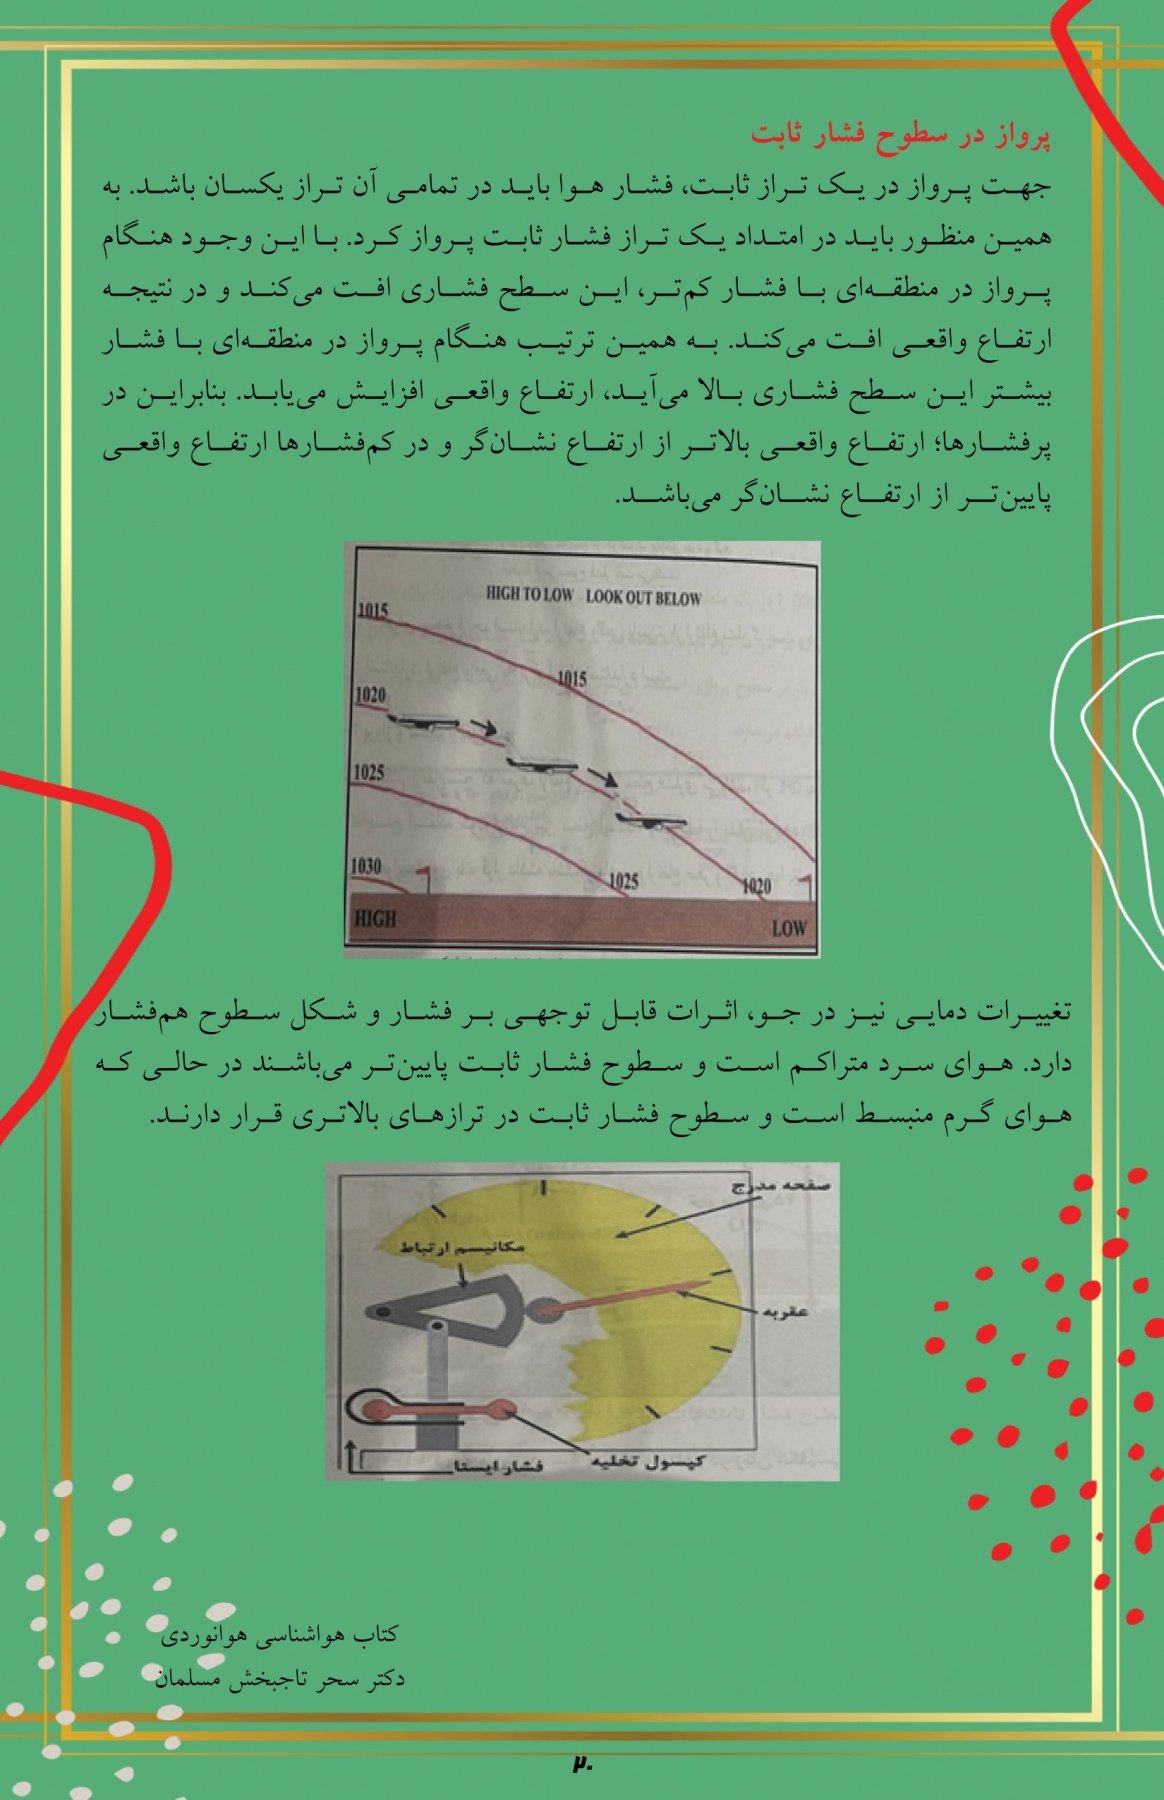 پرواز در سطوح فشار ثابت
جهت پرواز در یک تراز ثابت، فشار هوا باید در تمامی آن تراز یکسان باشد. به
همین منظور باید در امتداد یک تراز فشار ثابت پرواز کرد. با این وجود هنگام
پرواز در منطقه‌ای با فشار کم‌تر، این سطح فشاری افت می‌کند و در نتیجه
ارتفاع واقعی افت می‌کند. به همین ترتیب هنگام پرواز در منطقه‌ای با فشار
بیشتر این سطح فشاری بالا می‌آید، ارتفاع واقعی افزایش می‌یابد. بنابراین در
پرفشارها؛ ارتفاع واقعی بالاتر از ارتفاع نشان‌گر و در کم‌فشارها ارتفاع واقعی
پایین‌تر از ارتفاع نشان‌گر می‌باشد.
HIGH TO LOW LOOK OUT BELOW
1015
1015
1020
1025
1030
1025
1020
HIGH
LOW
تغییرات دمایی نیز در جو، اثرات قابل توجهی بر فشار و شکل سطوح هم‌فشار
دارد. هوای سرد متراکم است و سطوح فشار ثابت پایین‌تر می‌باشند در حالی که
هوای گرم منبسط است و سطوح فشار ثابت در ترازهای بالاتری قرار دارند.
صفحه مدرج
مکانیسم ارتباط
عقربه
کپسول تخلیه
فشار ایستا
کتاب هواشناسی هوانوردی
دکتر سحر تاجبخش مسلمان
۲۰